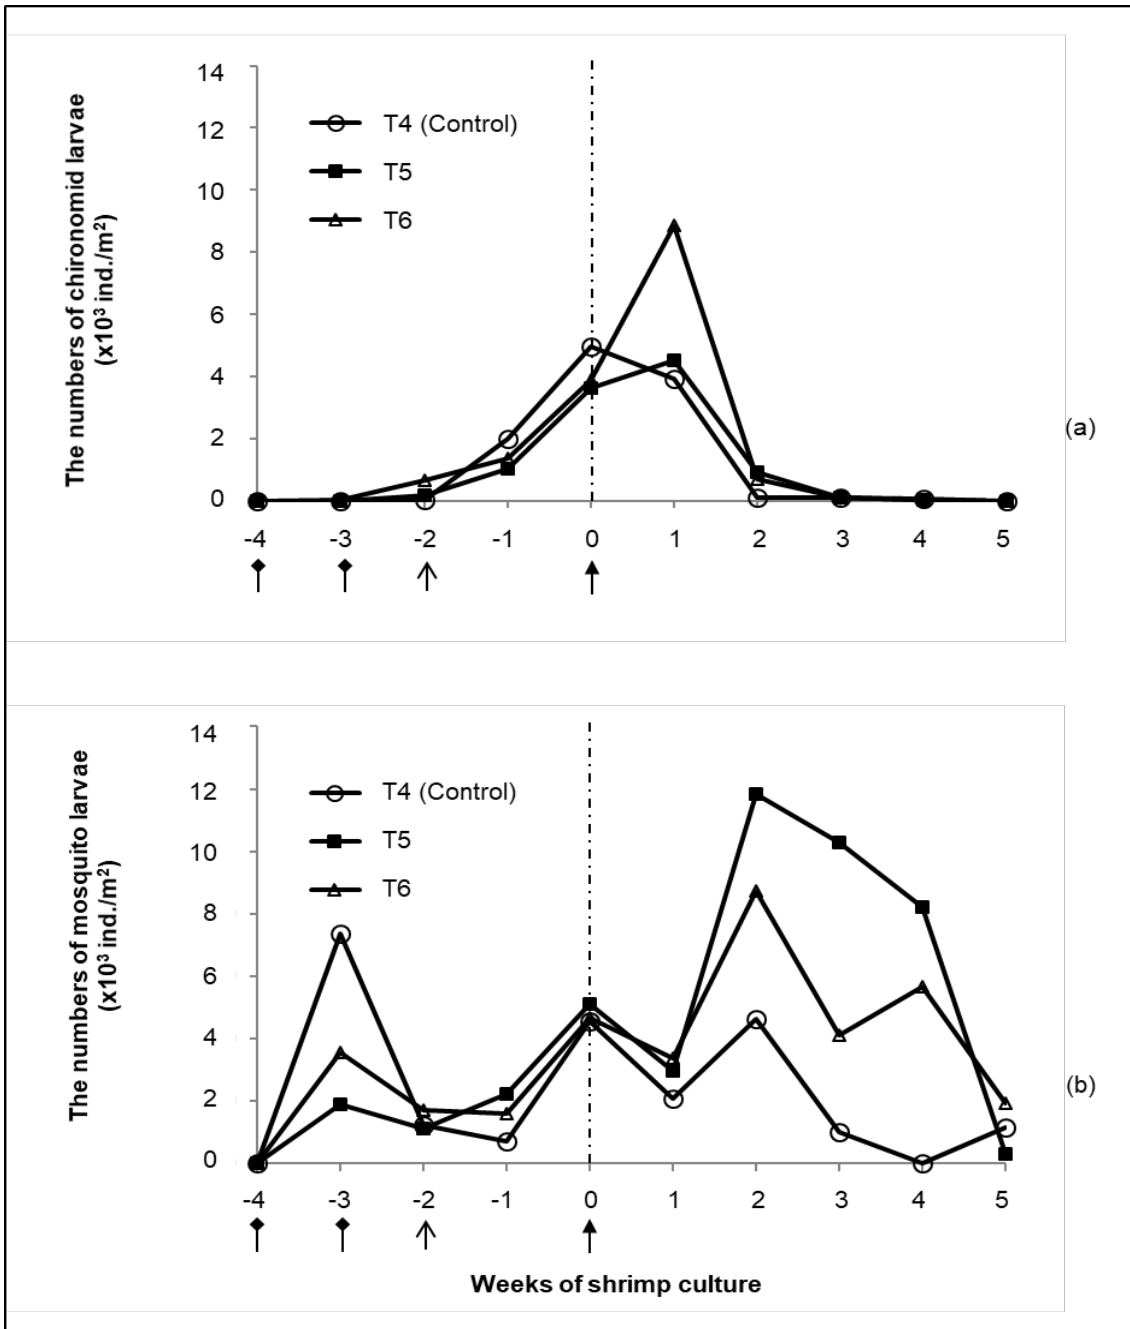 The numbers of chironomid larvae
(x10³ ind./m²)
14
12
10
8
6
4
2
0
T4 (Control)
T5
T6
-4 -3 -2 -1 0 1 2 3 4 5
(a)
The numbers of mosquito larvae
(x10³ ind./m²)
14
12
10
8
6
4
2
0
T4 (Control)
T5
T6
-4 -3 -2 -1 0 1 2 3 4 5
(b)
Weeks of shrimp culture